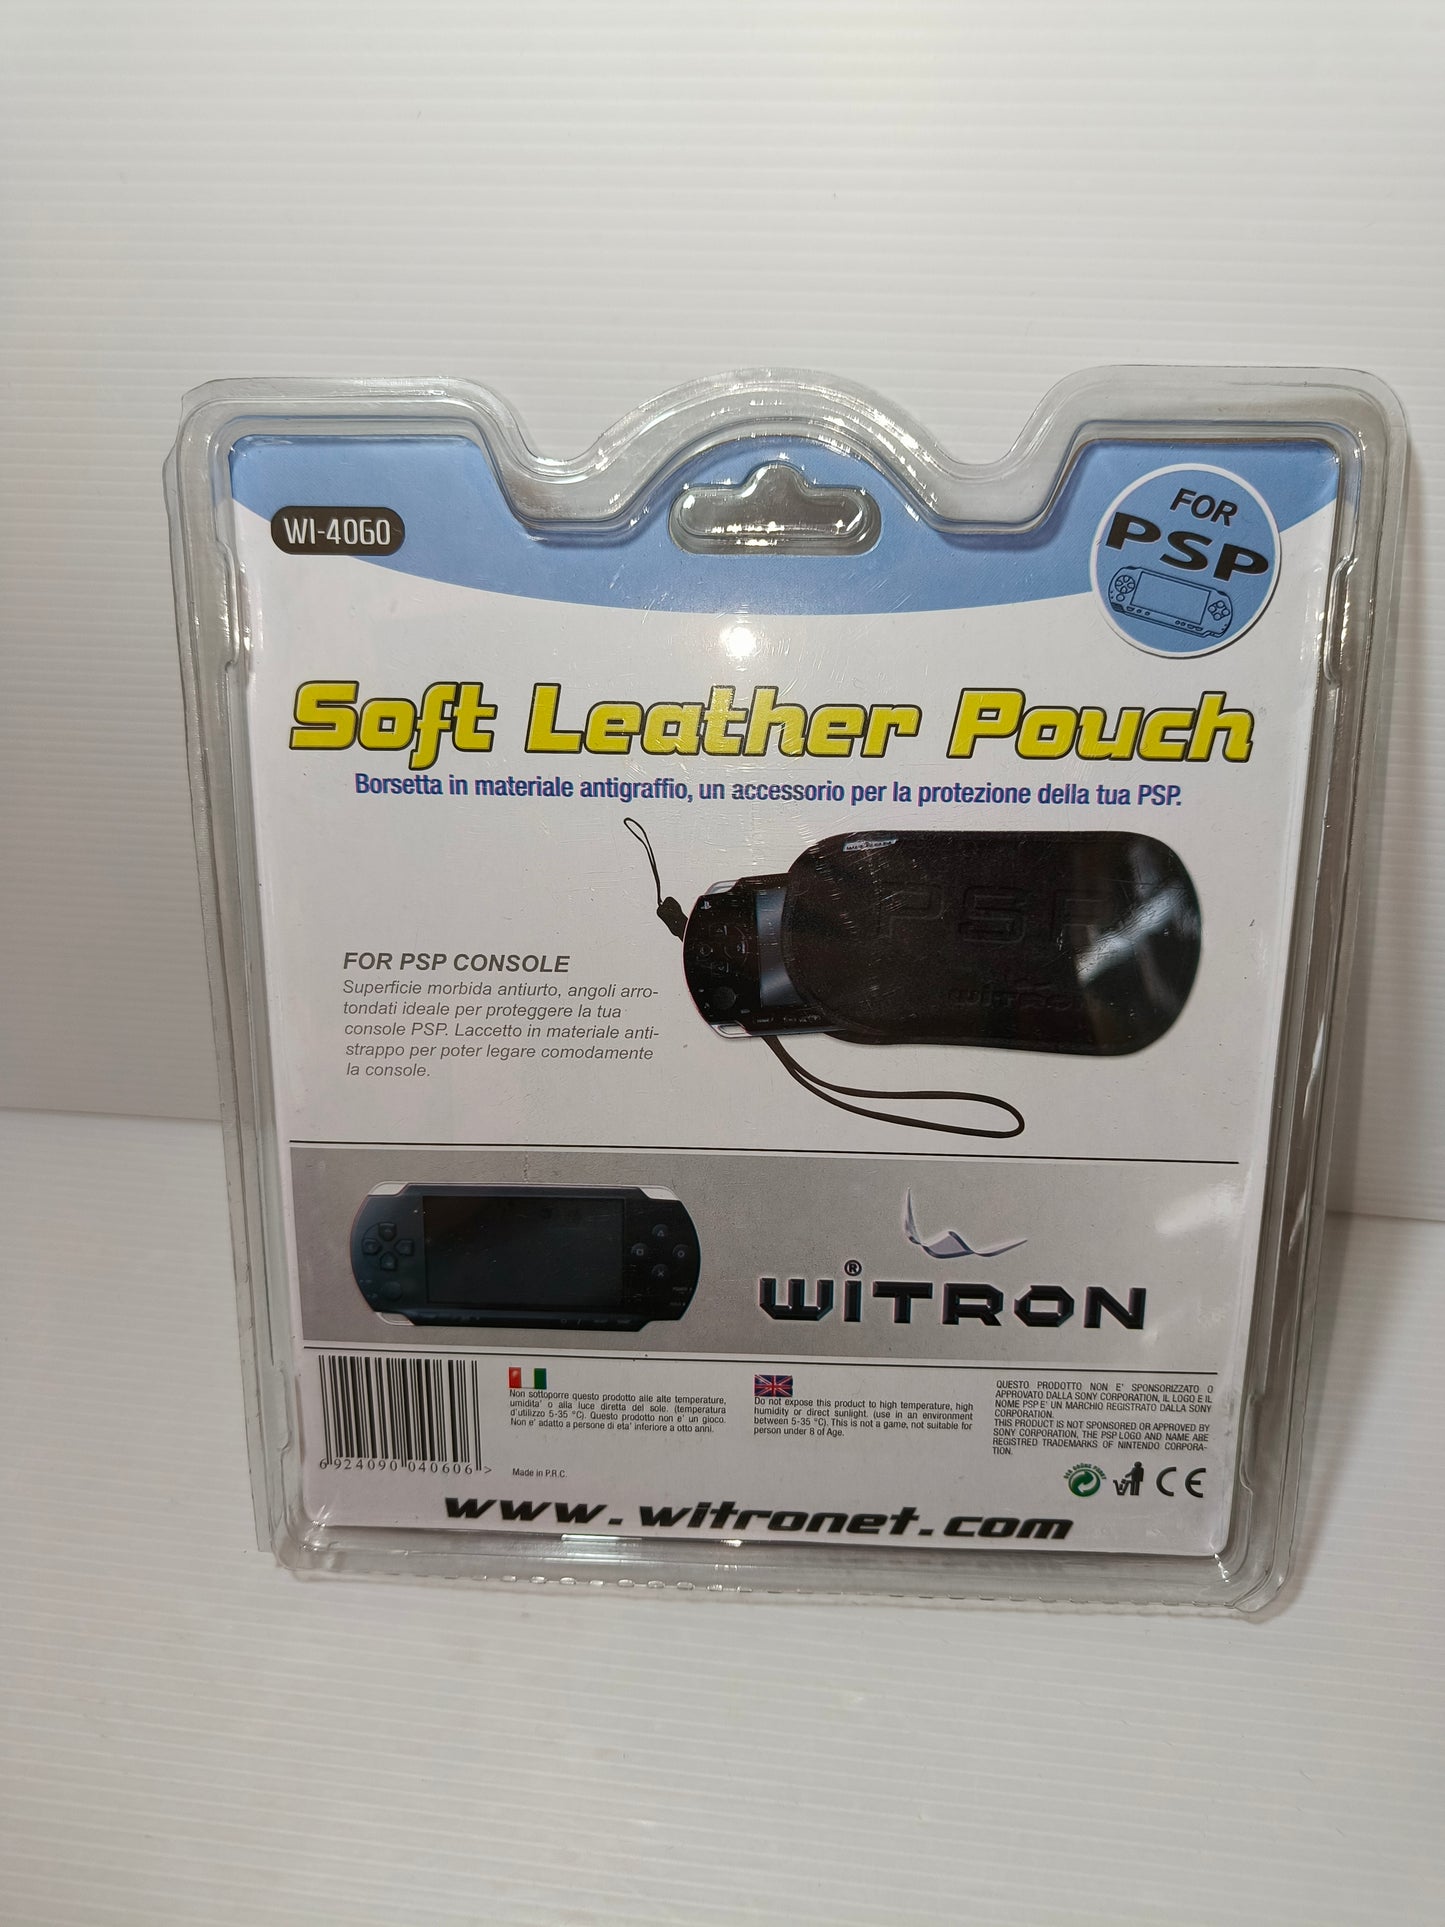 WI-4060
FOR
PSP
Soft Leather Pouch
Borsetta in materiale antigraffio, un accessorio per la protezione della tua PSP.
FOR PSP CONSOLE
Superficie morbida antiurto, angoli arro-
tondati ideale per proteggere la tua
console PSP. Laccetto in materiale anti-
strappo per poter legare comodamente
la console.
PSP
WiTRON
WiTRON®
Non sottoporre questo prodotto alle alte temperature,
umidita' o alla luce diretta del sole. (temperatura
d'utilizzo 5-35 °C). Questo prodotto non e' un gioco.
Non e' adatto a persone di eta' inferiore a otto anni.
Made in P.R.C.
Do not expose this product to high temperature, high
humidity or direct sunlight. (use in an environment
between 5-35 °C). This is not a game, not suitable for
person under 8 of Age.
QUESTO PRODOTTO NON E' SPONSORIZZATO O
APPROVATO DALLA SONY CORPORATION, IL LOGO E IL
NOME PSP E' UN MARCHIO REGISTRATO DALLA SONY
CORPORATION.
THIS PRODUCT IS NOT SPONSORED OR APPROVED BY
SONY CORPORATION, THE PSP LOGO AND NAME ABE
REGISTRED TRADEMARKS OF NINTENDO CORPORA-
TION.
6 924090 040606 >
DER GRÜNE PUNKT
CE
www.witronet.com